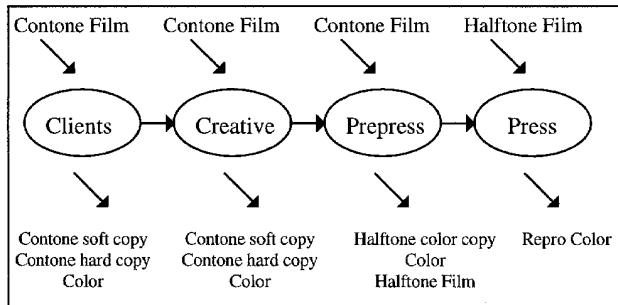 Contone Film Contone Film Contone Film Halftone Film
Clients Creative Prepress Press
Contone soft copy Contone soft copy Halftone color copy Repro Color
Contone hard copy Contone hard copy Color
Color Color Halftone Film